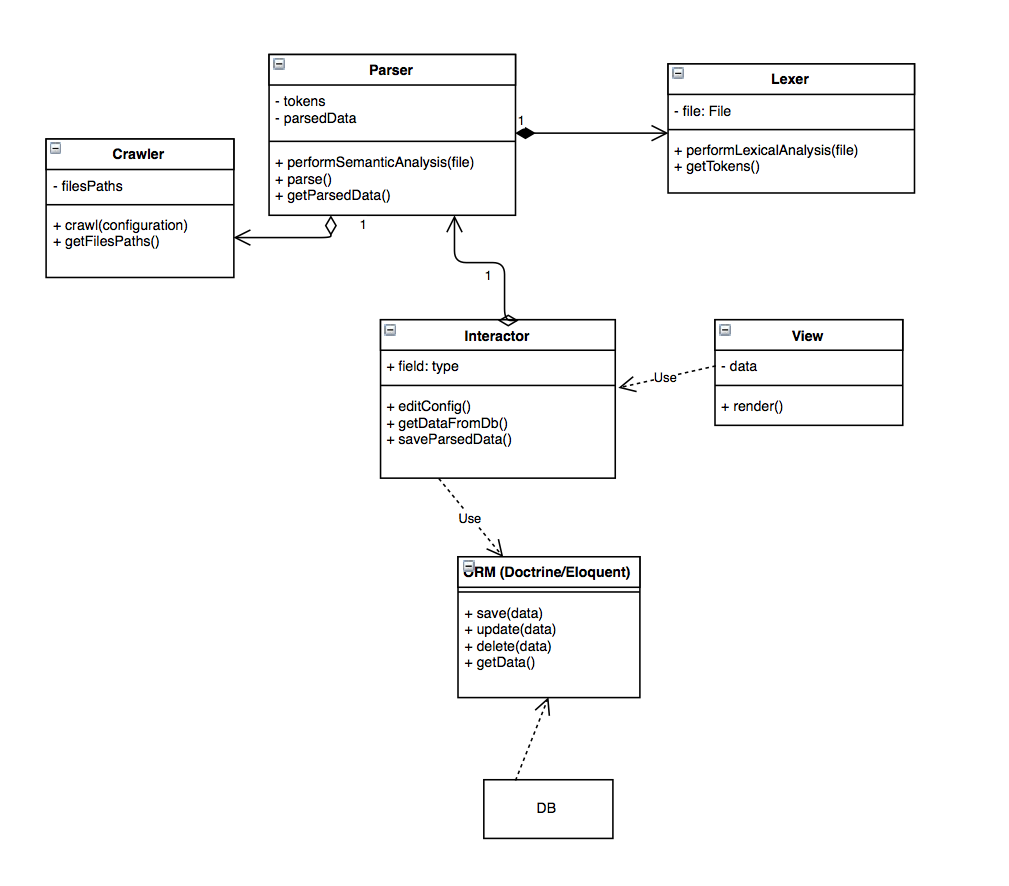 Parser
- tokens
- parsedData
+ performSemanticAnalysis(file)
+ parse()
+ getParsedData()
1
1
Lexer
- file: File
+ performLexicalAnalysis(file)
+ getTokens()
Crawler
- filesPaths
+ crawl(configuration)
+ getFilesPaths()
1
Interactor
+ field: type
+ editConfig()
+ getDataFromDb()
+ saveParsedData()
Use
View
- data
+ render()
Use
ORM (Doctrine/Eloquent)
+ save(data)
+ update(data)
+ delete(data)
+ getData()
DB